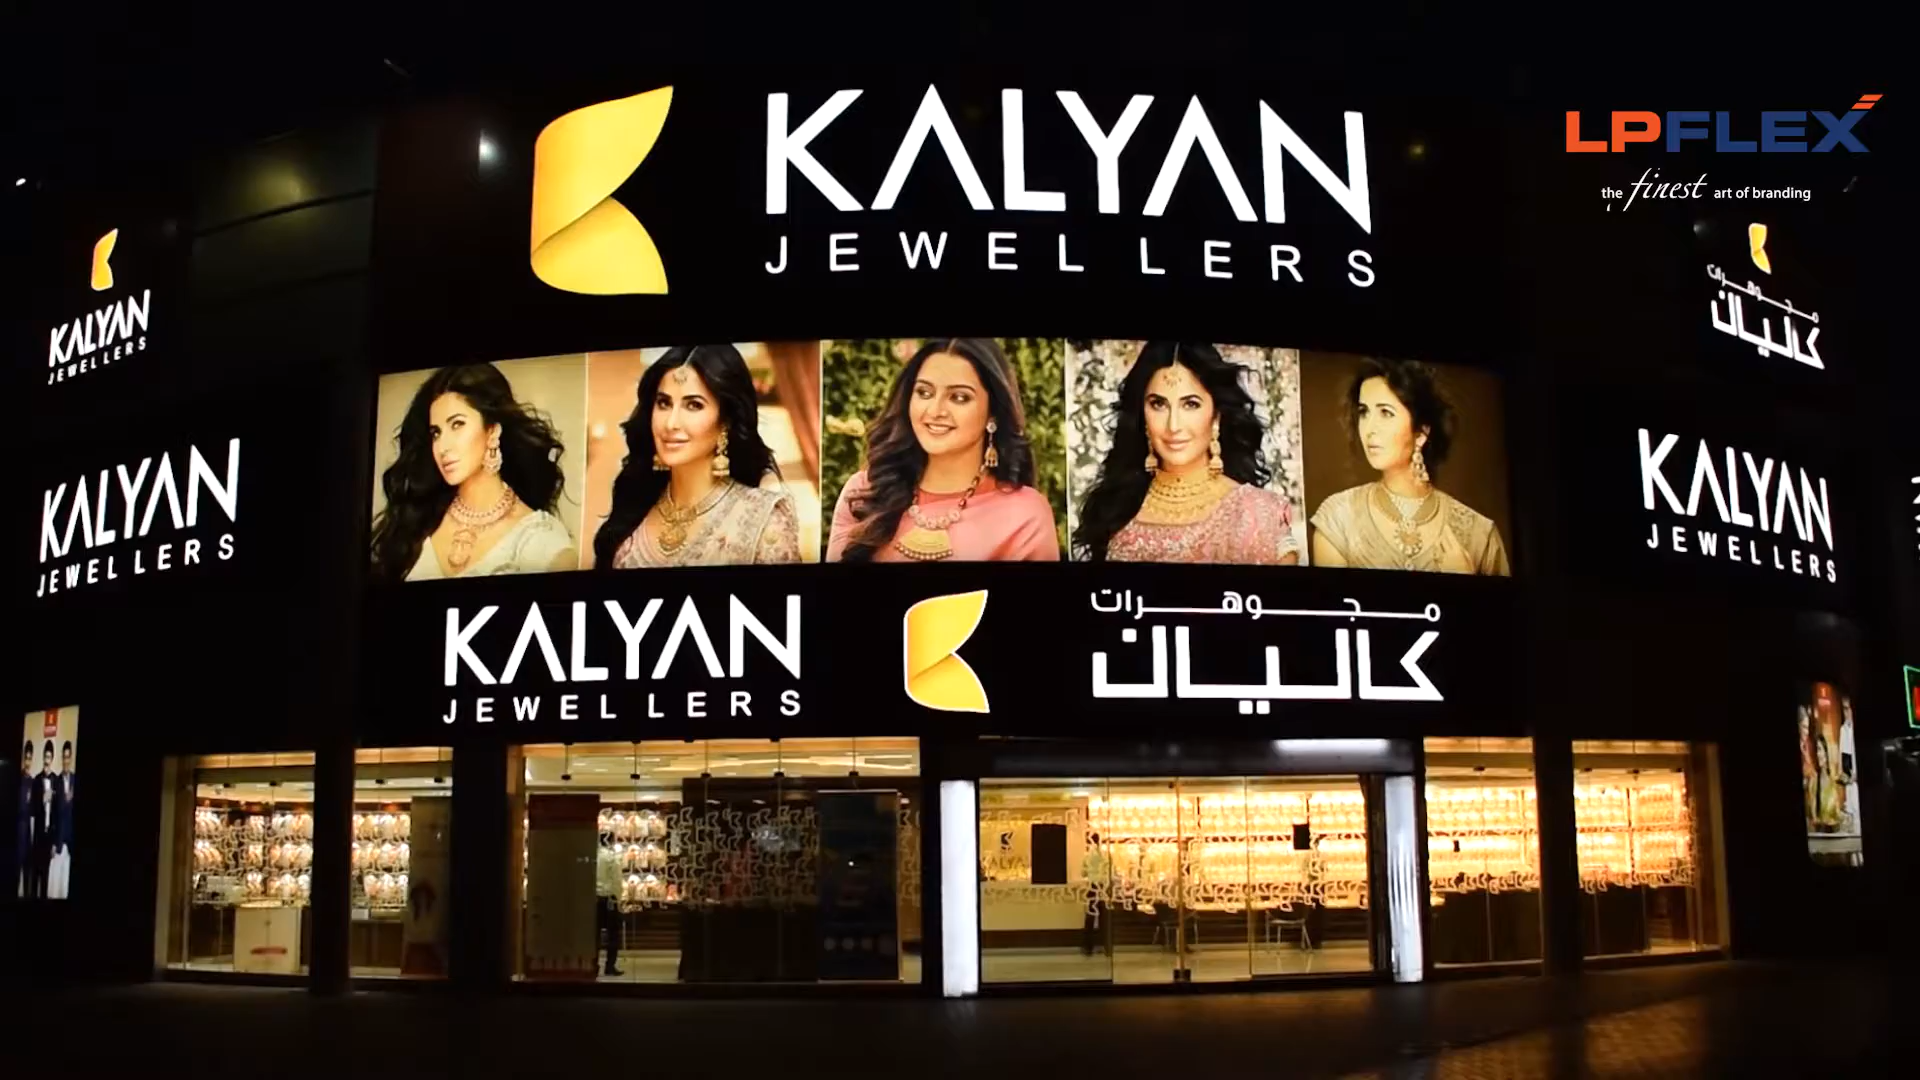 KALYAN
JEWELLERS
LPFLEX
the finest art of branding
KALYAN
JEWELLERS
مجوهرات
كاليان
KALYAN
JEWELLERS
KALYAN
JEWELLERS
KALYAN
JEWELLERS
مجوهرات
كاليان
KALYAN